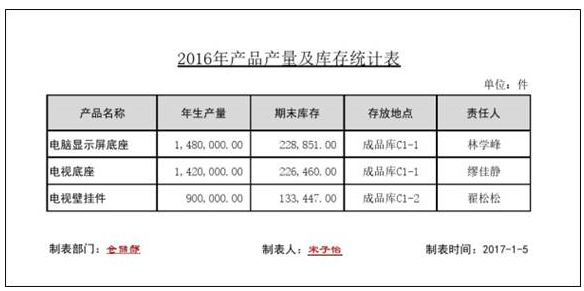 2016年产品产量及库存统计表
单位：件
产品名称 年生产量 期末库存 存放地点 责任人
电脑显示屏底座 1,480,000.00 228,851.00 成品库C1-1 林学峰
电视底座 1,420,000.00 226,460.00 成品库C1-1 缪佳静
电视壁挂件 900,000.00 133,447.00 成品库C1-2 翟松松
制表部门：仓储部 制表人：宋子怡 制表时间：2017-1-5